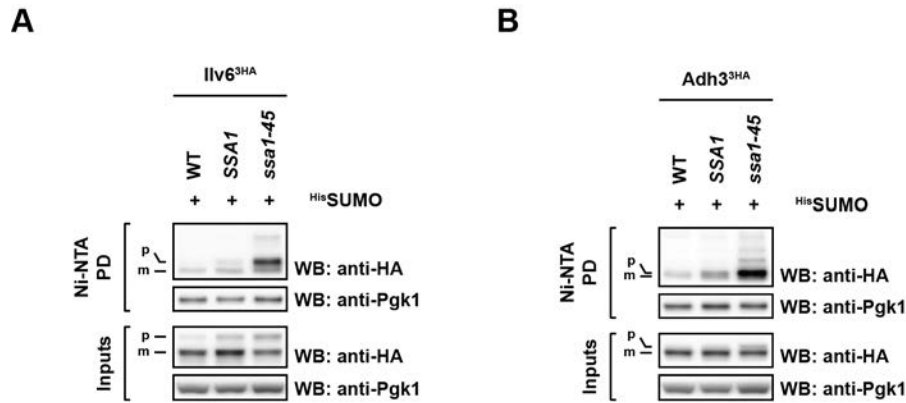 A
Ilv6³ᴴᴬ
WT
SSA1
ssa1-45
+ + + ᴴⁱˢSUMO
Ni-NTA PD
p
m
WB: anti-HA
WB: anti-Pgk1
Inputs
p
m
WB: anti-HA
WB: anti-Pgk1
B
Adh3³ᴴᴬ
WT
SSA1
ssa1-45
+ + + ᴴⁱˢSUMO
Ni-NTA PD
p
m
WB: anti-HA
WB: anti-Pgk1
Inputs
p
m
WB: anti-HA
WB: anti-Pgk1